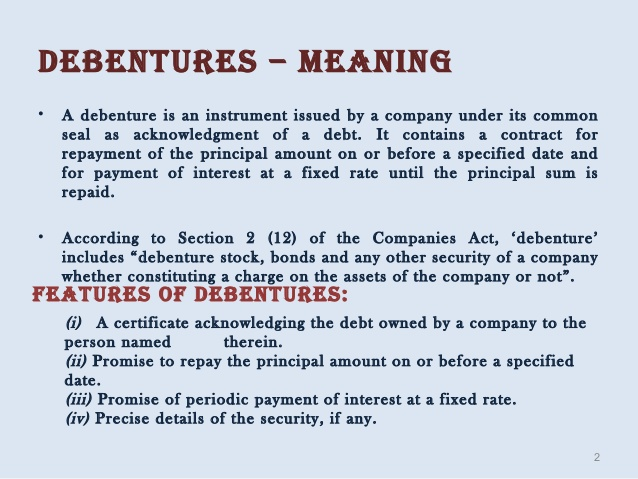 DEBENTURES – MEANING
• A debenture is an instrument issued by a company under its common
seal as acknowledgment of a debt. It contains a contract for
repayment of the principal amount on or before a specified date and
for payment of interest at a fixed rate until the principal sum is
repaid.
• According to Section 2 (12) of the Companies Act, ‘debenture’
includes “debenture stock, bonds and any other security of a company
whether constituting a charge on the assets of the company or not”.
FEATURES OF DEBENTURES:
(i) A certificate acknowledging the debt owned by a company to the
person named therein.
(ii) Promise to repay the principal amount on or before a specified
date.
(iii) Promise of periodic payment of interest at a fixed rate.
(iv) Precise details of the security, if any.
2